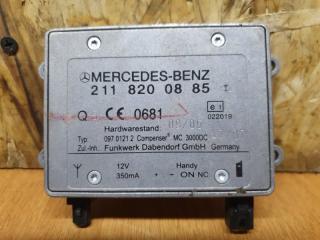 MERCEDES-BENZ
211 820 08 85
Q CE 0681 e1
022019
Hardwarestand:
Typ: 097 0121 2 Compenser® MC 3000DC
Zul.-Inh.: Funkwerk Dabendorf GmbH Germany
12V Handy
350mA + - ON NC